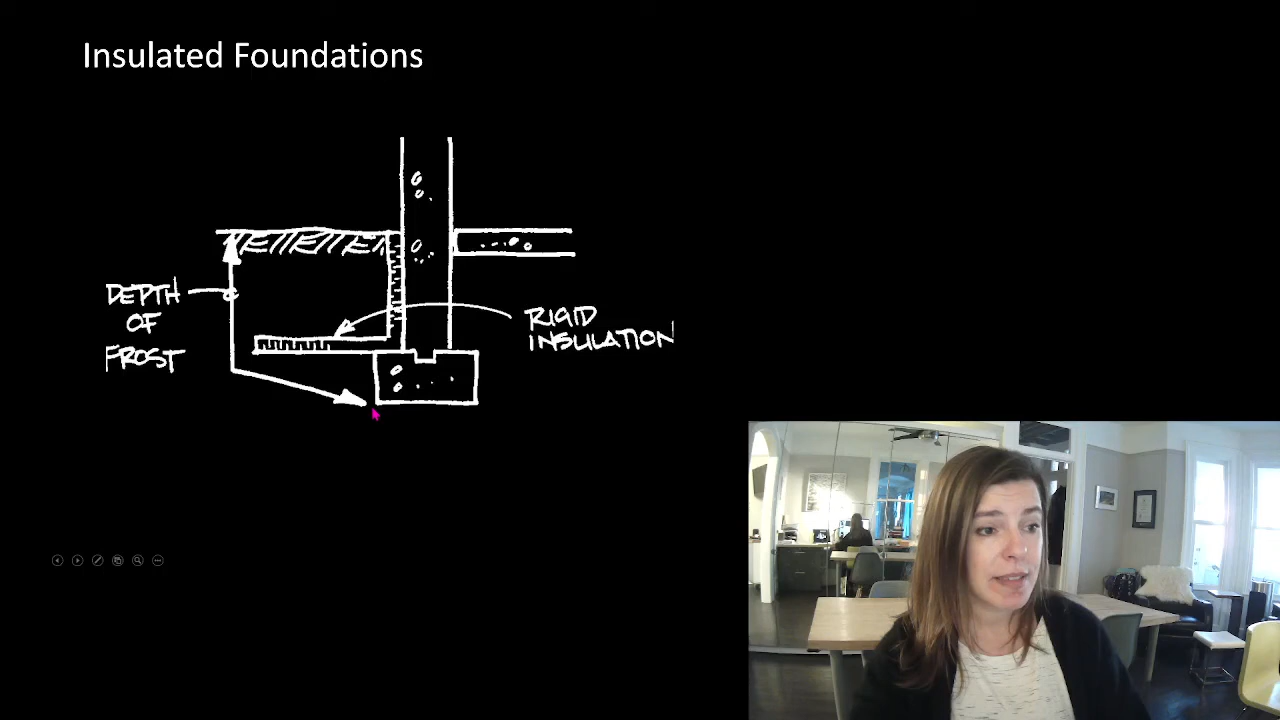 Insulated Foundations
DEPTH
OF
FROST
RIGID
INSULATION